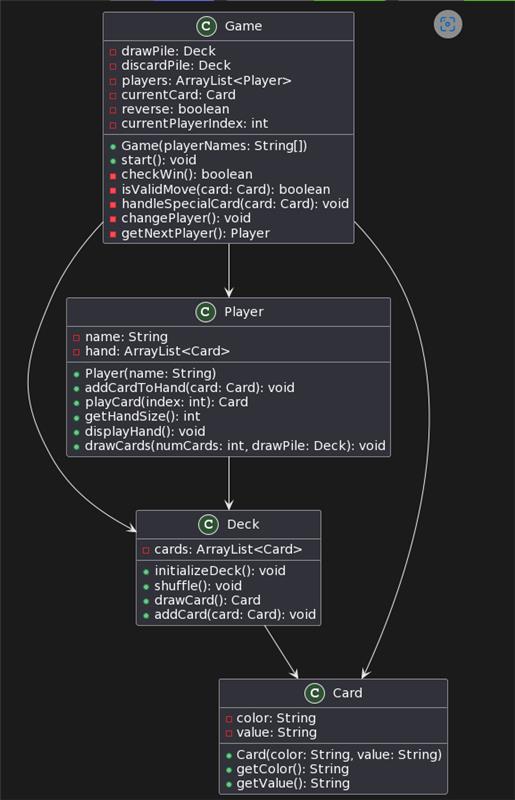 C Game
drawPile: Deck
discardPile: Deck
players: ArrayList<Player>
currentCard: Card
reverse: boolean
currentPlayerIndex: int
Game(playerNames: String[])
start(): void
checkWin(): boolean
isValidMove(card: Card): boolean
handleSpecialCard(card: Card): void
changePlayer(): void
getNextPlayer(): Player
C Player
name: String
hand: ArrayList<Card>
Player(name: String)
addCardToHand(card: Card): void
playCard(index: int): Card
getHandSize(): int
displayHand(): void
drawCards(numCards: int, drawPile: Deck): void
C Deck
cards: ArrayList<Card>
initializeDeck(): void
shuffle(): void
drawCard(): Card
addCard(card: Card): void
C Card
color: String
value: String
Card(color: String, value: String)
getColor(): String
getValue(): String